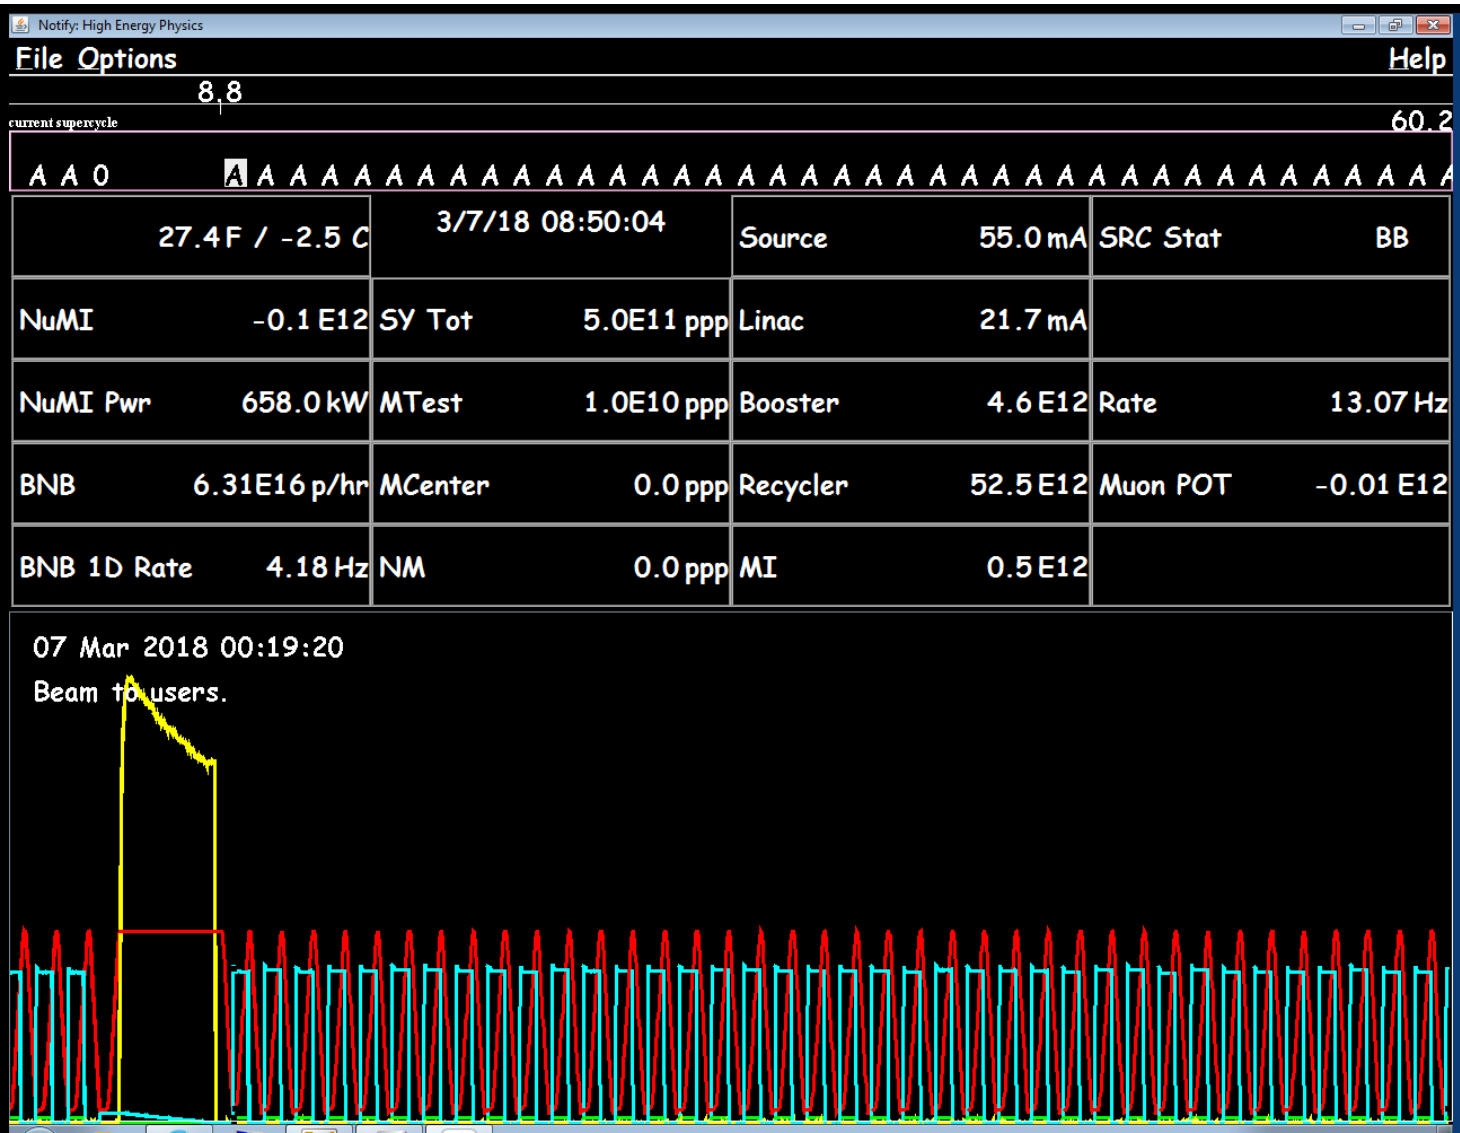 Notify: High Energy Physics
File Options Help
8.8
current supercycle 60.2
A A 0 A A A A A A A A A A A A A A A A A A A A A A A A A A A A A A A A A A A A A A A
27.4 F / -2.5 C 3/7/18 08:50:04 Source 55.0 mA SRC Stat BB
NuMI -0.1 E12 SY Tot 5.0E11 ppp Linac 21.7 mA
NuMI Pwr 658.0 kW MTest 1.0E10 ppp Booster 4.6 E12 Rate 13.07 Hz
BNB 6.31E16 p/hr MCenter 0.0 ppp Recycler 52.5 E12 Muon POT -0.01 E12
BNB 1D Rate 4.18 Hz NM 0.0 ppp MI 0.5 E12
07 Mar 2018 00:19:20
Beam to users.